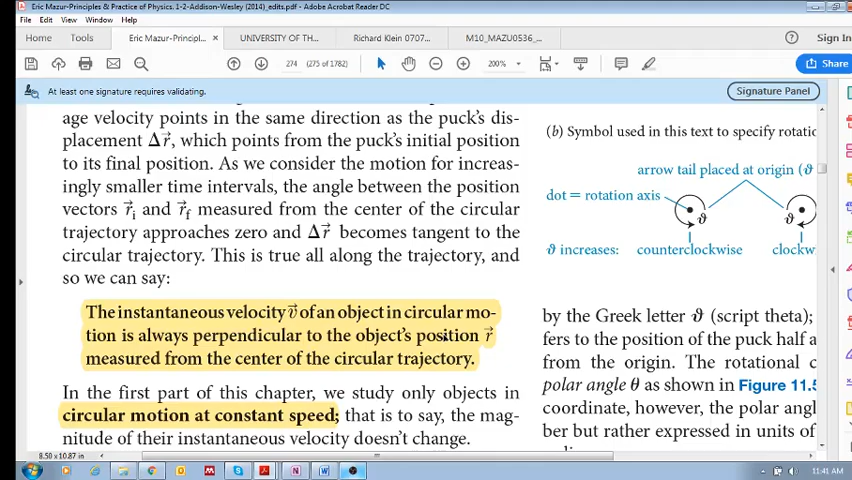 Eric Mazur-Principles & Practice of Physics. 1-2-Addison-Wesley (2014)_edits.pdf - Adobe Acrobat Reader DC
File Edit View Window Help
Home Tools Eric Mazur-Principl... × UNIVERSITY OF TH... Richard Klein 0707... M10_MAZU0536_... Sign In
274 (275 of 1782) 200% Share
At least one signature requires validating. Signature Panel
age velocity points in the same direction as the puck's dis-
placement Δr⃗, which points from the puck's initial position
to its final position. As we consider the motion for increas-
ingly smaller time intervals, the angle between the position
vectors r⃗i and r⃗f measured from the center of the circular
trajectory approaches zero and Δr⃗ becomes tangent to the
circular trajectory. This is true all along the trajectory, and
so we can say:
The instantaneous velocity v⃗ of an object in circular mo-
tion is always perpendicular to the object's position r⃗
measured from the center of the circular trajectory.
In the first part of this chapter, we study only objects in
circular motion at constant speed; that is to say, the mag-
nitude of their instantaneous velocity doesn't change.
(b) Symbol used in this text to specify rotatio
arrow tail placed at origin (ϑ
dot = rotation axis
ϑ ϑ
ϑ increases: counterclockwise clockw
by the Greek letter ϑ (script theta);
fers to the position of the puck half a
from the origin. The rotational c
polar angle θ as shown in Figure 11.5
coordinate, however, the polar angl
ber but rather expressed in units of
8.50 x 10.87 in
11:41 AM